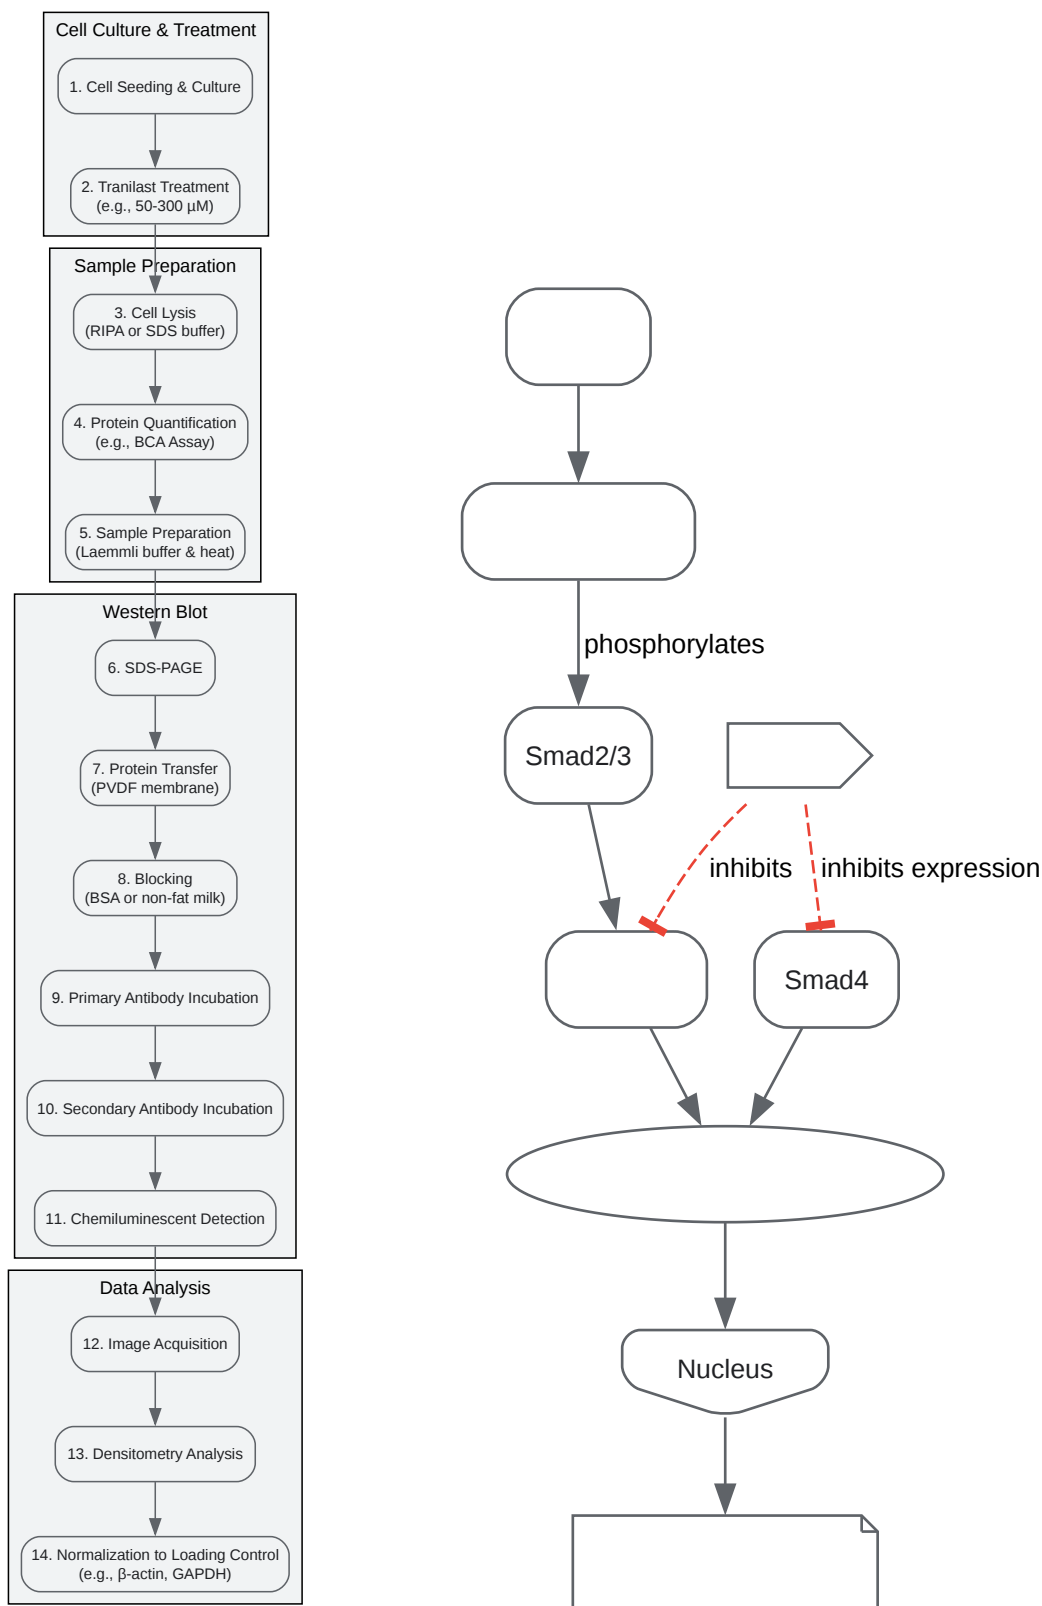 Cell Culture & Treatment
1. Cell Seeding & Culture
2. Tranilast Treatment
(e.g., 50-300 µM)
Sample Preparation
3. Cell Lysis
(RIPA or SDS buffer)
4. Protein Quantification
(e.g., BCA Assay)
5. Sample Preparation
(Laemmli buffer & heat)
Western Blot
6. SDS-PAGE
7. Protein Transfer
(PVDF membrane)
8. Blocking
(BSA or non-fat milk)
9. Primary Antibody Incubation
10. Secondary Antibody Incubation
11. Chemiluminescent Detection
Data Analysis
12. Image Acquisition
13. Densitometry Analysis
14. Normalization to Loading Control
(e.g., β-actin, GAPDH)
phosphorylates
Smad2/3
inhibits
inhibits expression
Smad4
Nucleus